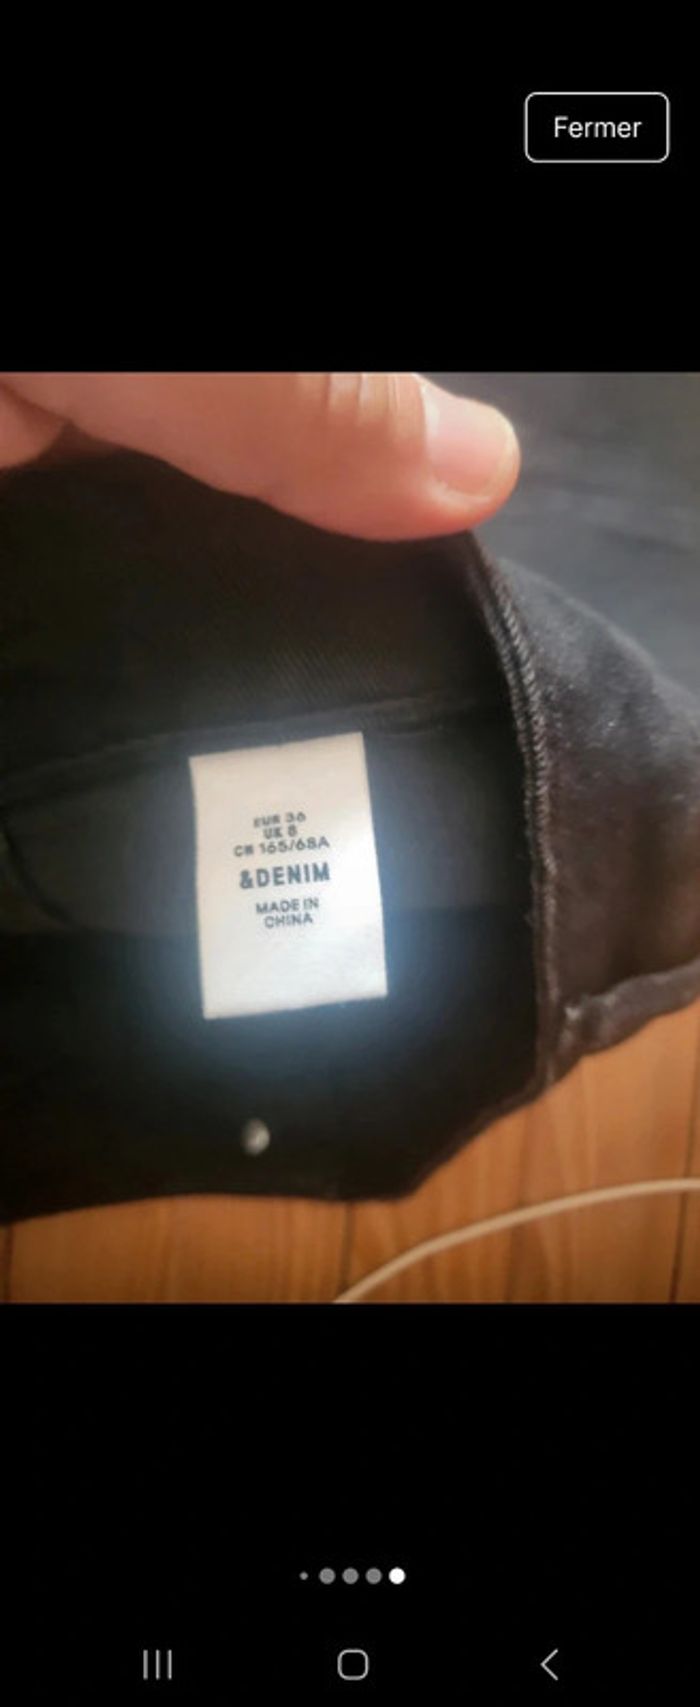 Fermer
EUR 36
UK 8
CN 165/68A
&DENIM
MADE IN
CHINA